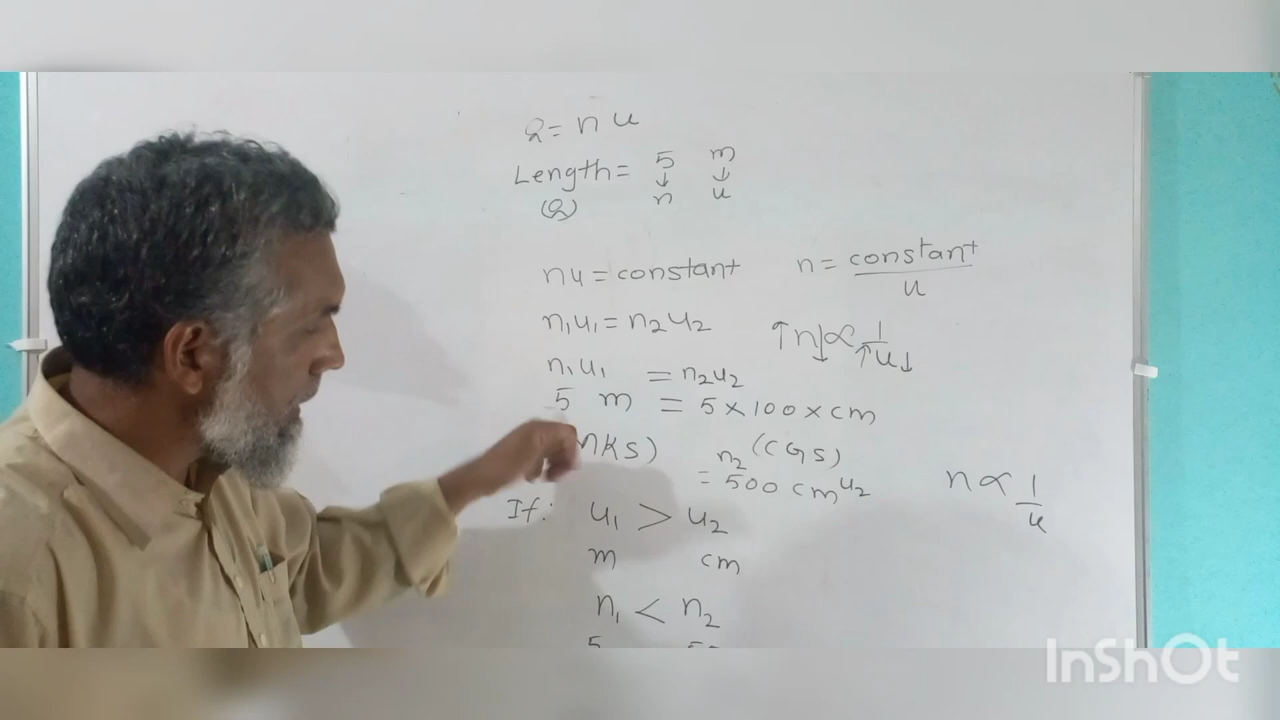 Q = n u
Length = 5 m
↓ ↓
(Q) n u
nu = constant
n = constant / u
n₁u₁ = n₂u₂
↑n↓ ∝ 1 / ↑u↓
n₁u₁ = n₂u₂
5 m = 5 × 100 × cm
MKS) n₂ (CGS)
= 500 cm u₂
n ∝ 1 / u
If: u₁ > u₂
m cm
n₁ < n₂
5
InShOt